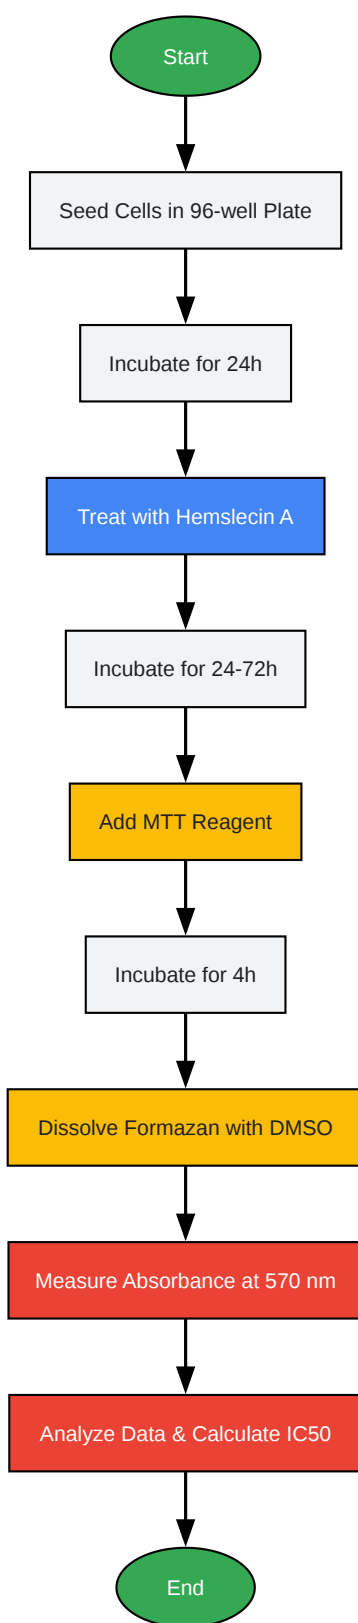 Start
Seed Cells in 96-well Plate
Incubate for 24h
Treat with Hemslecin A
Incubate for 24-72h
Add MTT Reagent
Incubate for 4h
Dissolve Formazan with DMSO
Measure Absorbance at 570 nm
Analyze Data & Calculate IC50
End